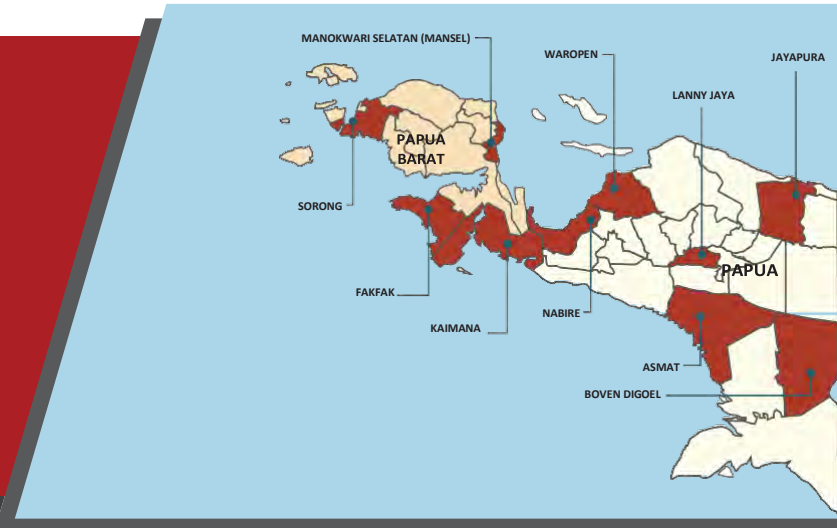 MANOKWARI SELATAN (MANSEL)
WAROPEN
JAYAPURA
LANNY JAYA
PAPUA
BARAT
SORONG
PAPUA
FAKFAK
NABIRE
KAIMANA
ASMAT
BOVEN DIGOEL